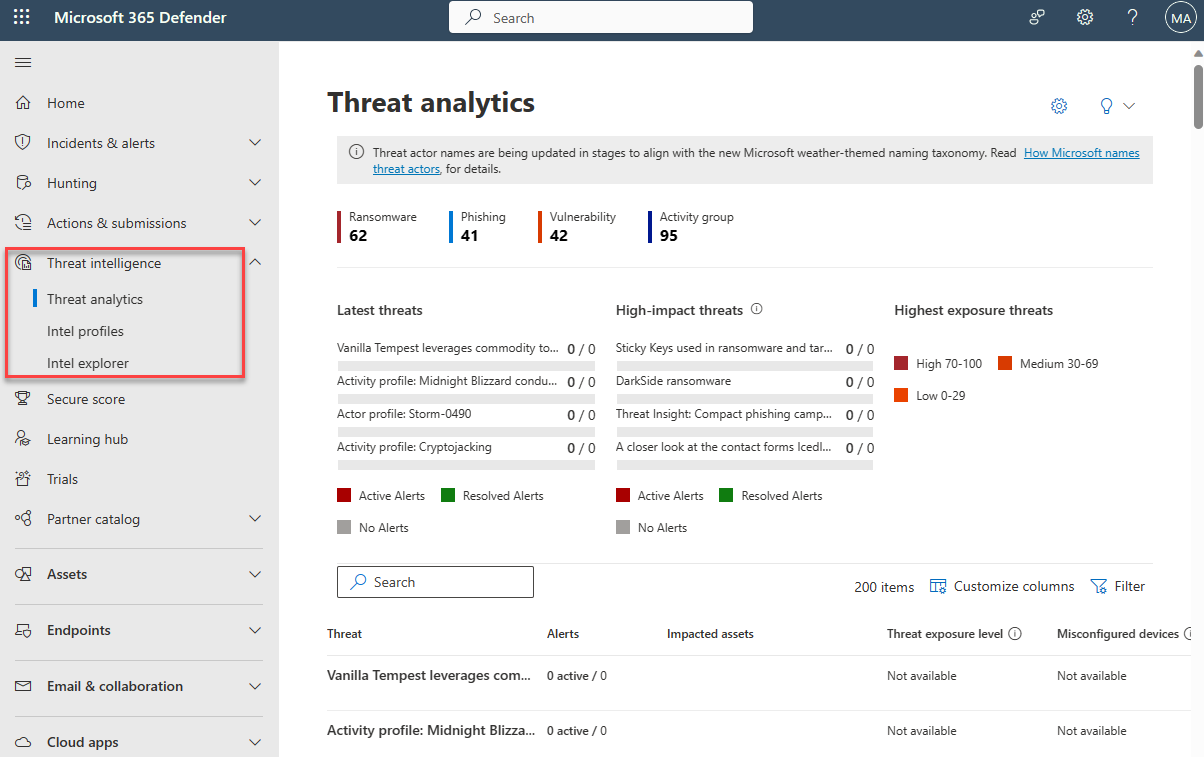 Microsoft 365 Defender
Search
MA
Home
Incidents & alerts
Hunting
Actions & submissions
Threat intelligence
Threat analytics
Intel profiles
Intel explorer
Secure score
Learning hub
Trials
Partner catalog
Assets
Endpoints
Email & collaboration
Cloud apps
Threat analytics
Threat actor names are being updated in stages to align with the new Microsoft weather-themed naming taxonomy. Read How Microsoft names
threat actors, for details.
Ransomware Phishing Vulnerability Activity group
62 41 42 95
Latest threats
Vanilla Tempest leverages commodity to... 0 / 0
Activity profile: Midnight Blizzard condu... 0 / 0
Actor profile: Storm-0490 0 / 0
Activity profile: Cryptojacking 0 / 0
Active Alerts Resolved Alerts
No Alerts
High-impact threats
Sticky Keys used in ransomware and tar... 0 / 0
DarkSide ransomware 0 / 0
Threat Insight: Compact phishing camp... 0 / 0
A closer look at the contact forms IcedI... 0 / 0
Active Alerts Resolved Alerts
No Alerts
Highest exposure threats
High 70-100 Medium 30-69
Low 0-29
Search
200 items Customize columns Filter
Threat Alerts Impacted assets Threat exposure level Misconfigured devices
Vanilla Tempest leverages com... 0 active / 0 Not available Not available
Activity profile: Midnight Blizza... 0 active / 0 Not available Not available